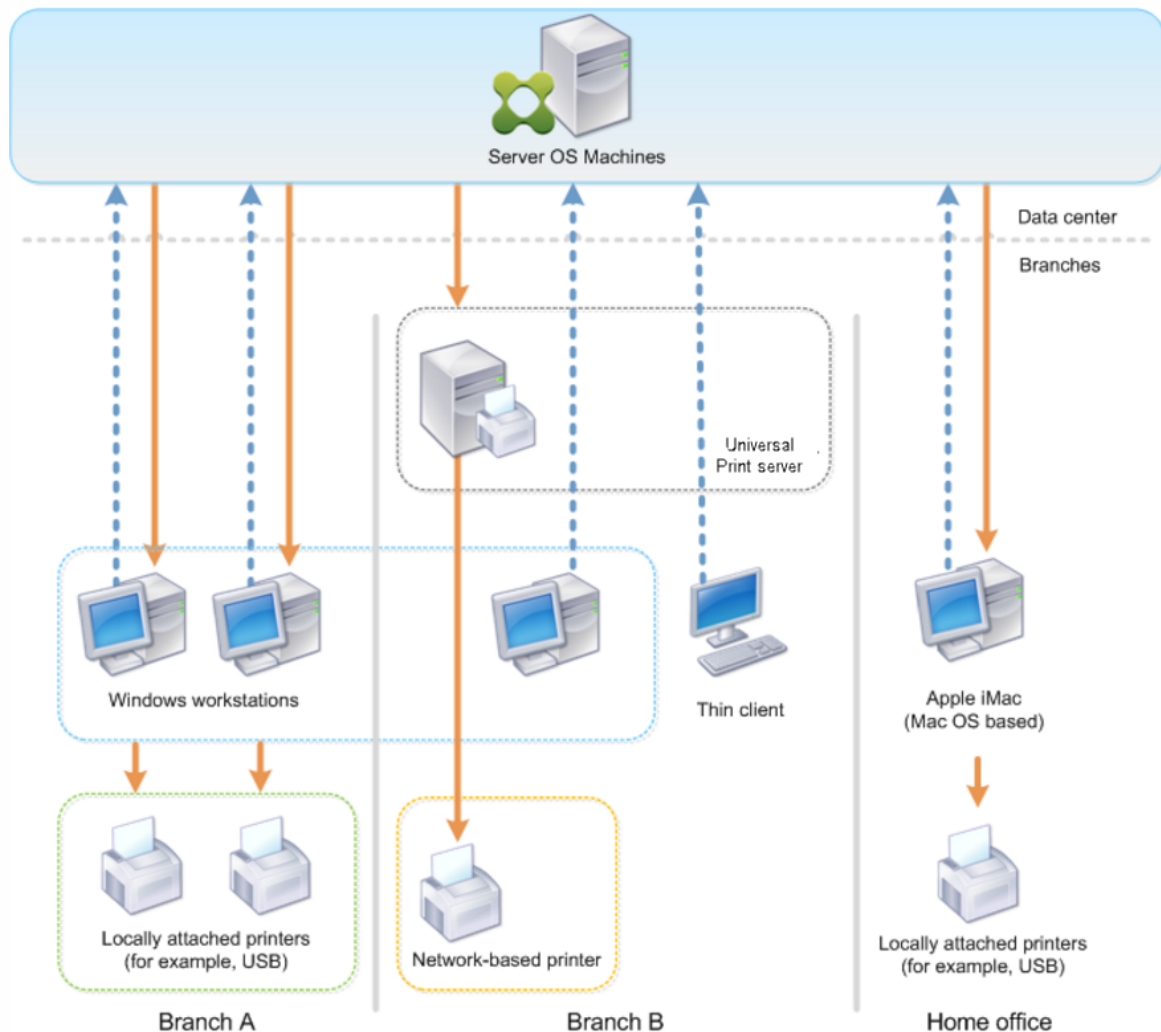 Server OS Machines
Data center
Branches
Universal
Print server
Windows workstations
Thin client
Apple iMac
(Mac OS based)
Locally attached printers
(for example, USB)
Network-based printer
Locally attached printers
(for example, USB)
Branch A
Branch B
Home office